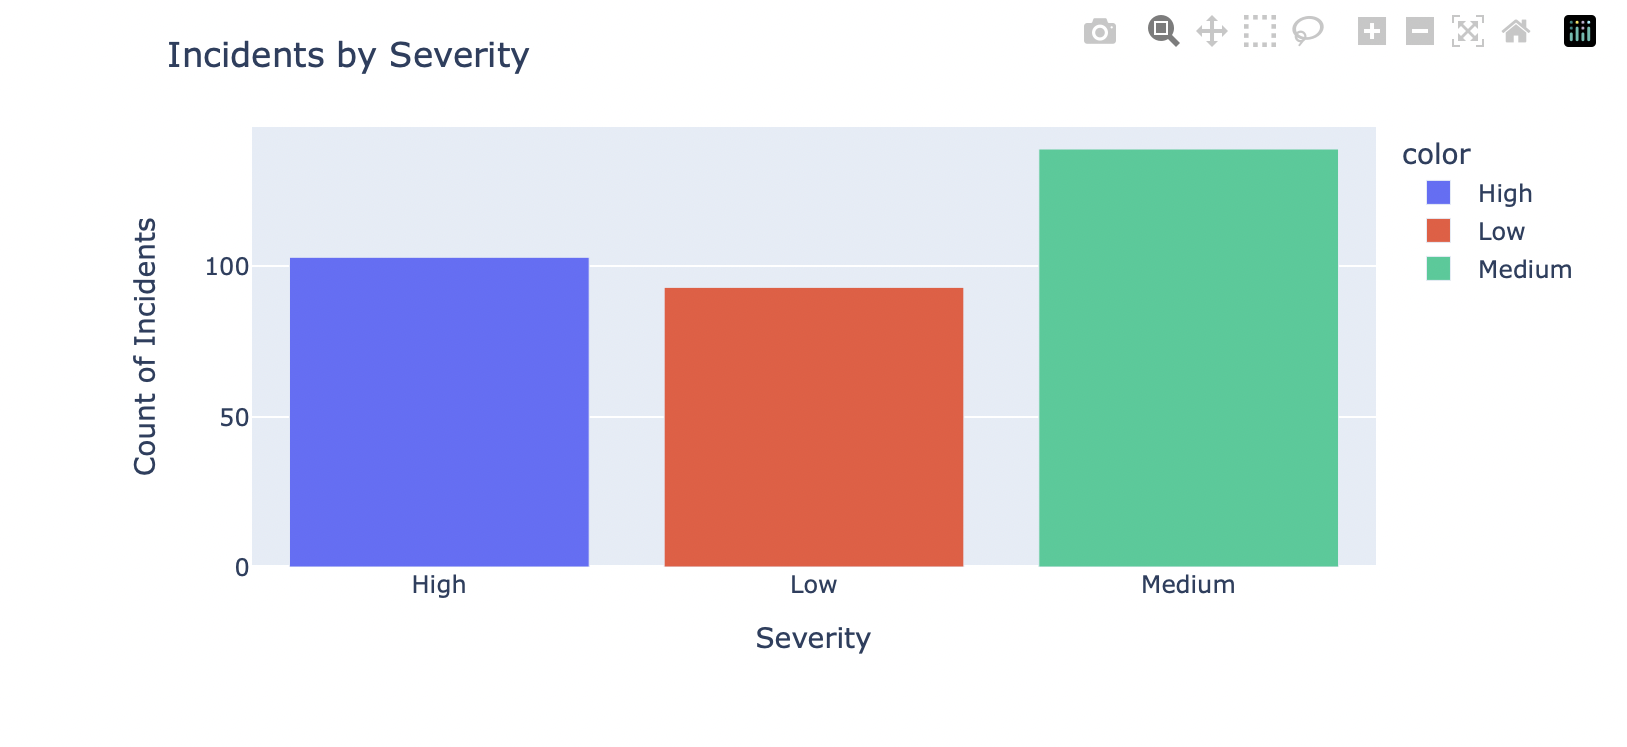 Incidents by Severity
color
High
Low
Medium
Count of Incidents
100
50
0
High
Low
Medium
Severity